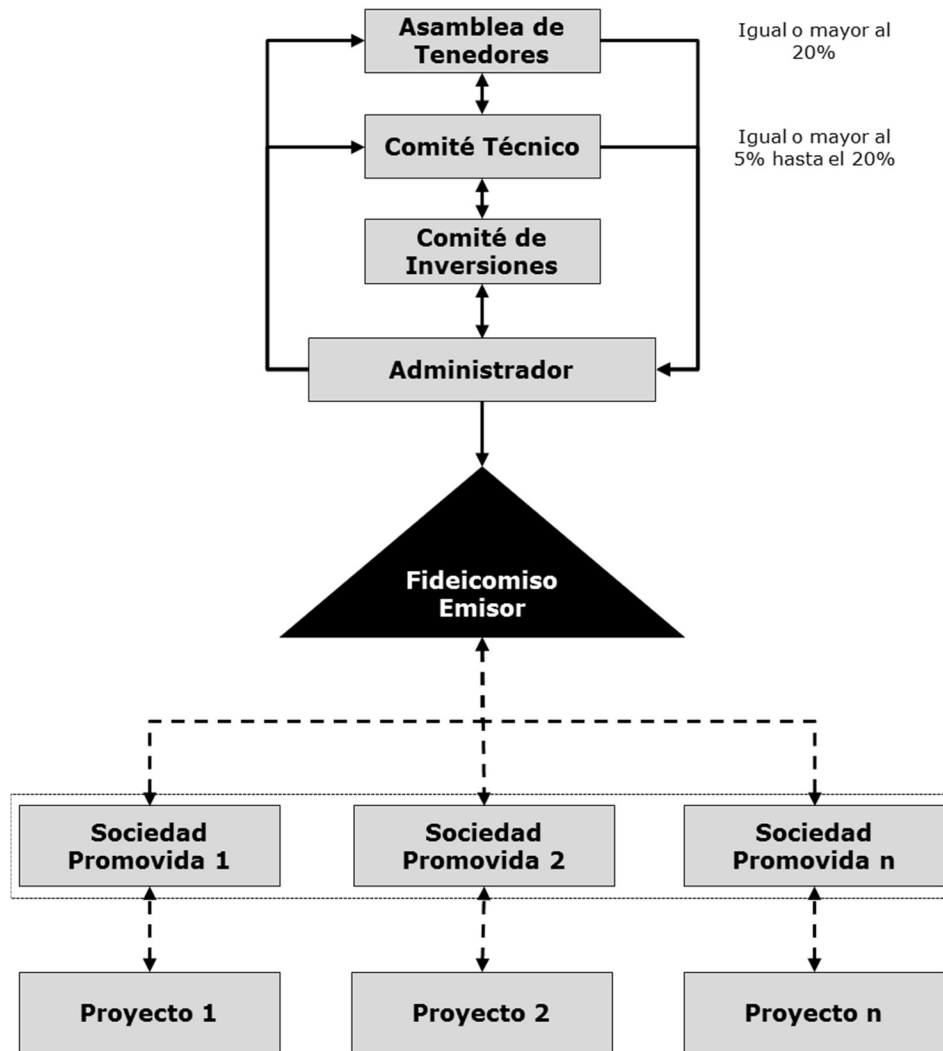 Asamblea de
Tenedores
Igual o mayor al
20%
Comité Técnico
Igual o mayor al
5% hasta el 20%
Comité de
Inversiones
Administrador
Fideicomiso
Emisor
Sociedad
Promovida 1
Sociedad
Promovida 2
Sociedad
Promovida n
Proyecto 1
Proyecto 2
Proyecto n